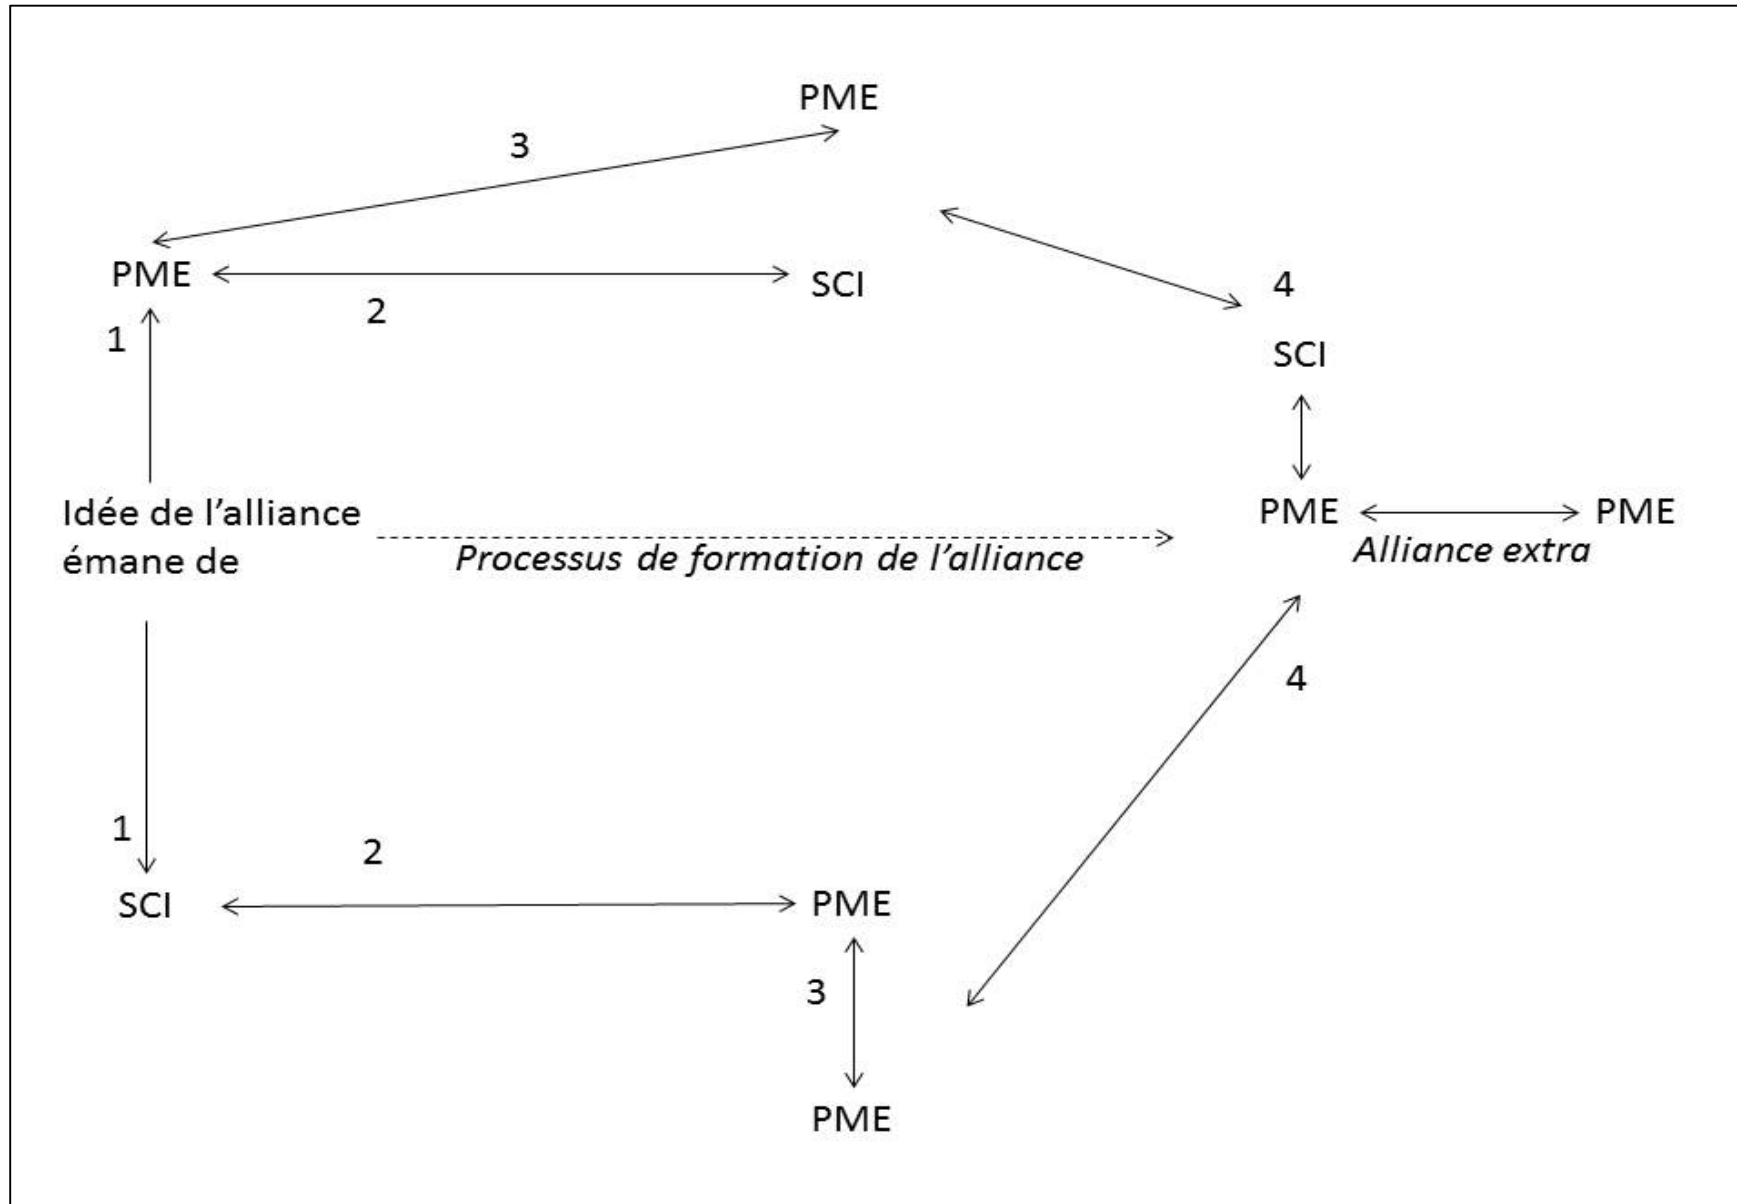 PME
3
PME
SCI
2
4
1
SCI
Idée de l’alliance
émane de
Processus de formation de l’alliance
PME
PME
Alliance extra
4
1
2
SCI
PME
3
PME